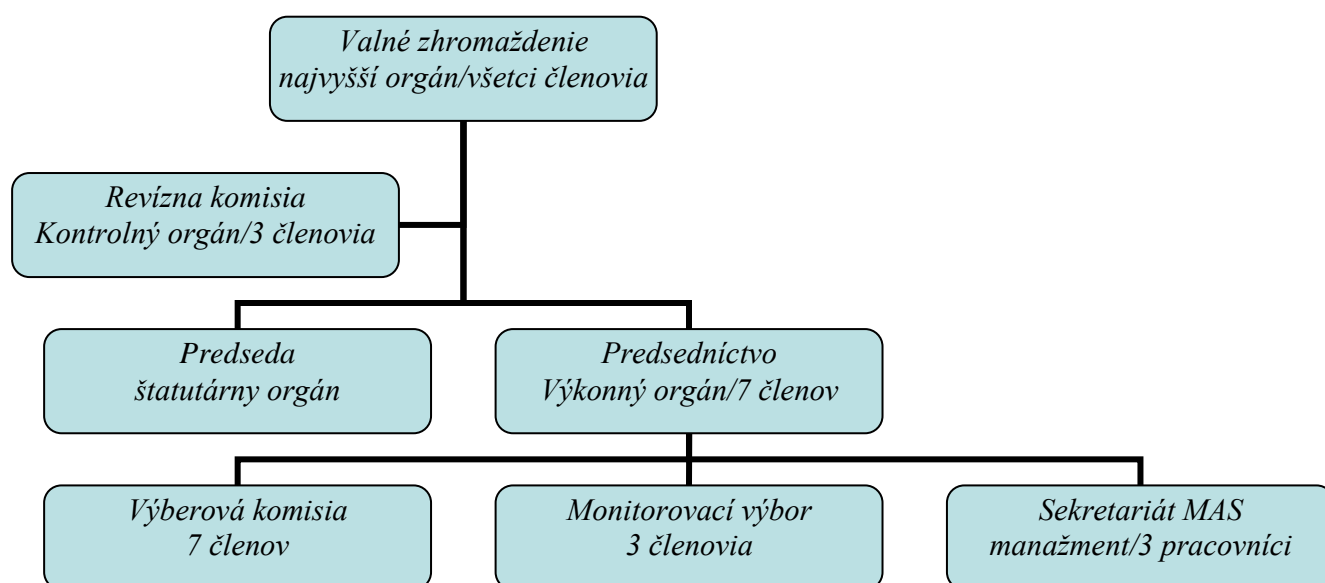 Valné zhromaždenie
najvyšší orgán/všetci členovia
Revízna komisia
Kontrolný orgán/3 členovia
Predseda
štatutárny orgán
Predsedníctvo
Výkonný orgán/7 členov
Výberová komisia
7 členov
Monitorovací výbor
3 členovia
Sekretariát MAS
manažment/3 pracovníci